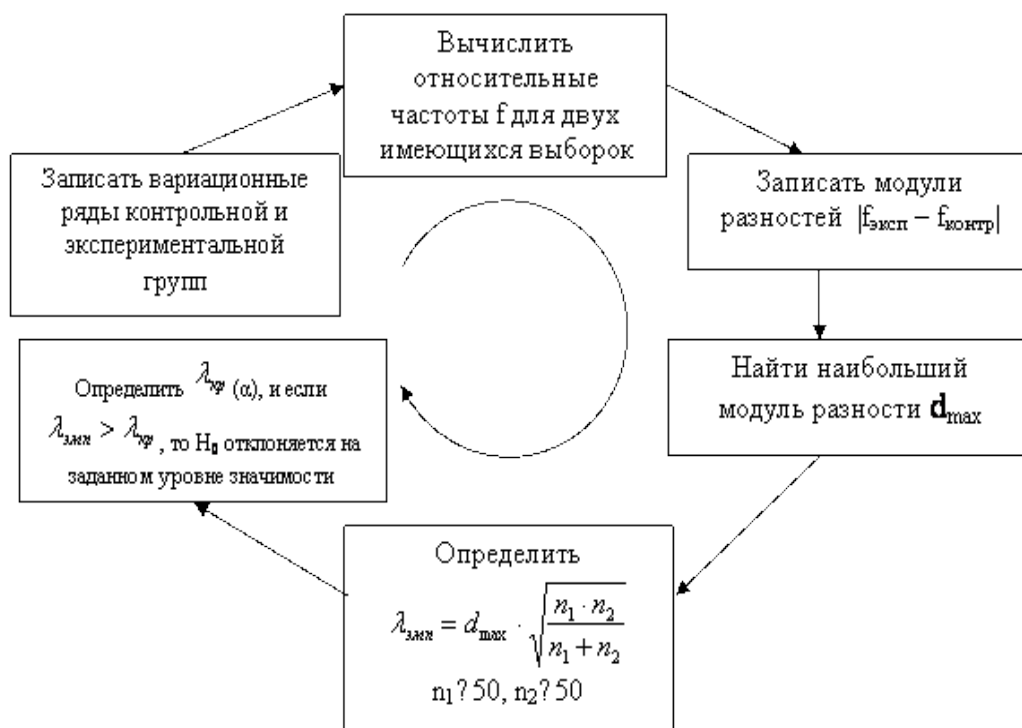 Вычислить
относительные
частоты f для двух
имеющихся выборок
Записать модули
разностей |fэксп − fконтр|
Найти наибольший
модуль разности dmax
Определить
λэмп = dmax · √(n1 · n2 / (n1 + n2))
n1?50, n2?50
Определить λкр (α), и если
λэмп > λкр, то H0 отклоняется на
заданном уровне значимости
Записать вариационные
ряды контрольной и
экспериментальной
групп